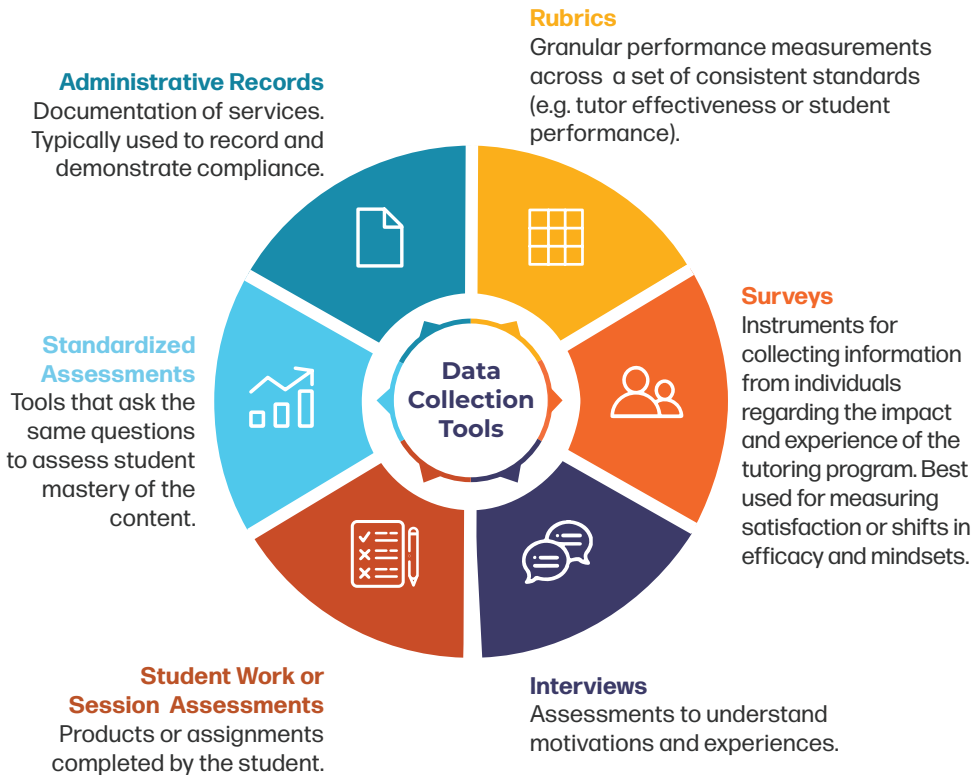 Rubrics
Granular performance measurements
across a set of consistent standards
(e.g. tutor effectiveness or student
performance).
Administrative Records
Documentation of services.
Typically used to record and
demonstrate compliance.
Surveys
Instruments for
collecting information
from individuals
regarding the impact
and experience of the
tutoring program. Best
used for measuring
satisfaction or shifts in
efficacy and mindsets.
Standardized
Assessments
Tools that ask the
same questions
to assess student
mastery of the
content.
Data
Collection
Tools
Student Work or
Session Assessments
Products or assignments
completed by the student.
Interviews
Assessments to understand
motivations and experiences.